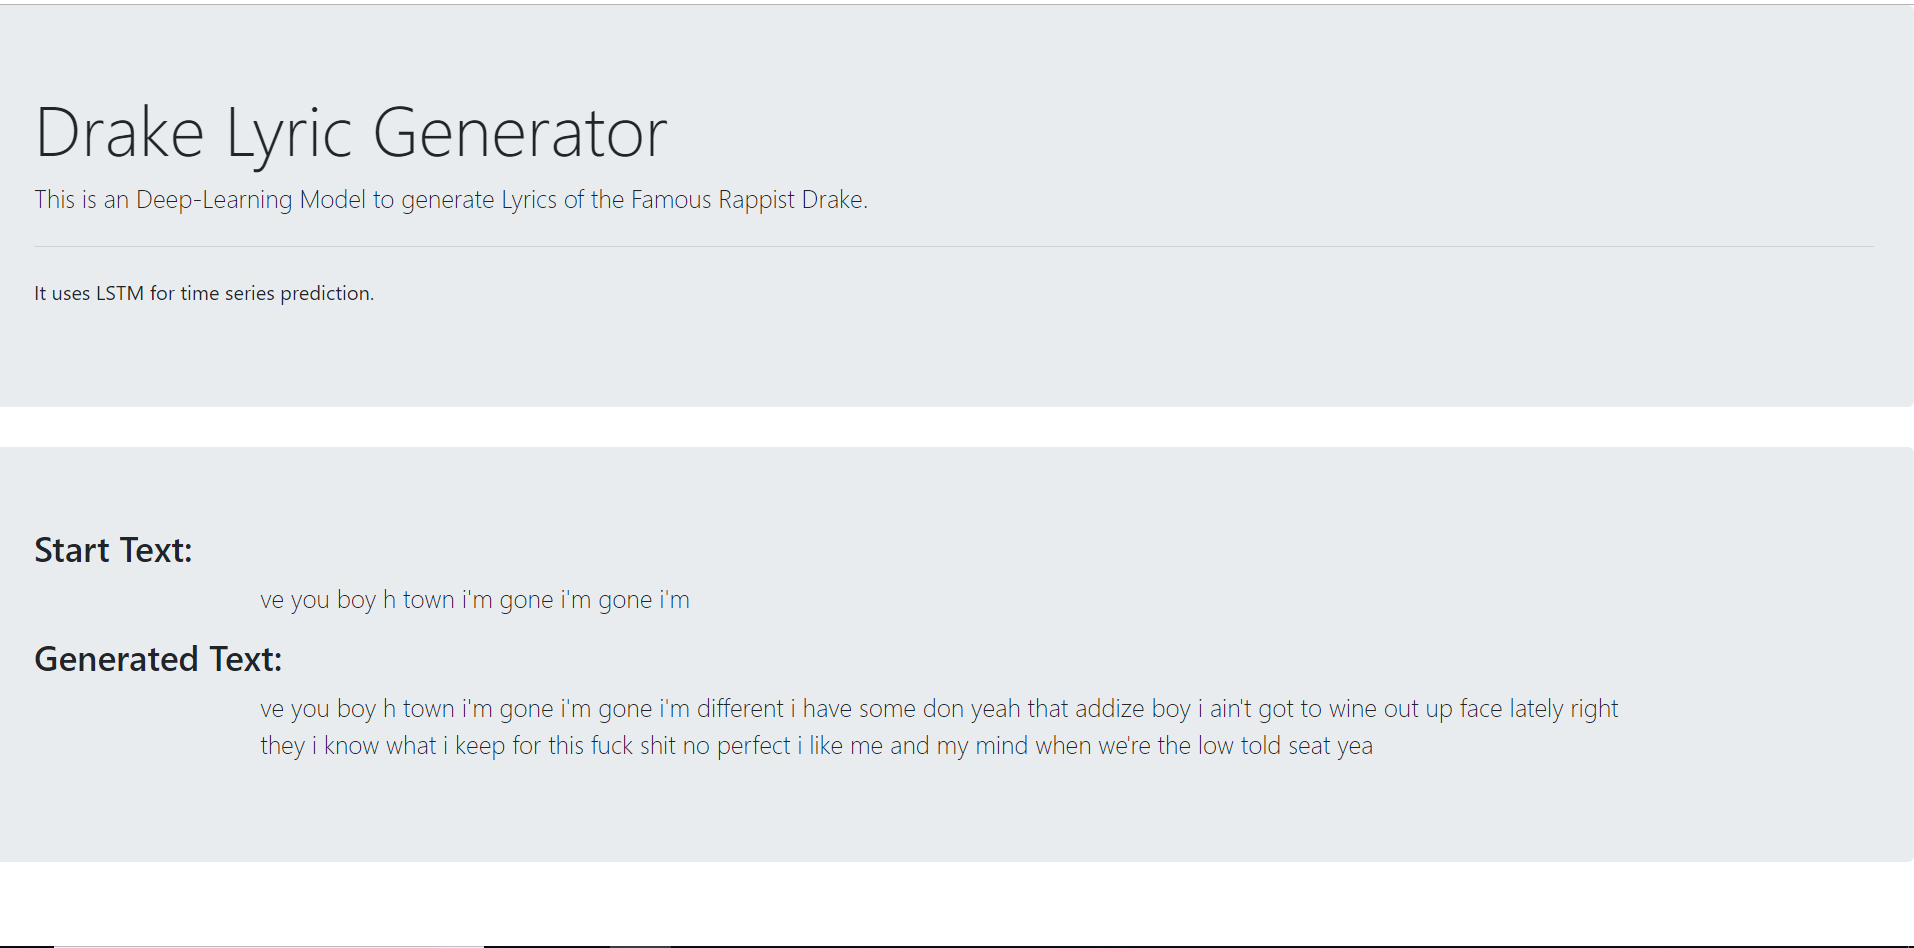 Drake Lyric Generator
This is an Deep-Learning Model to generate Lyrics of the Famous Rappist Drake.
It uses LSTM for time series prediction.
Start Text:
ve you boy h town i'm gone i'm gone i'm
Generated Text:
ve you boy h town i'm gone i'm gone i'm different i have some don yeah that addize boy i ain't got to wine out up face lately right
they i know what i keep for this fuck shit no perfect i like me and my mind when we're the low told seat yea